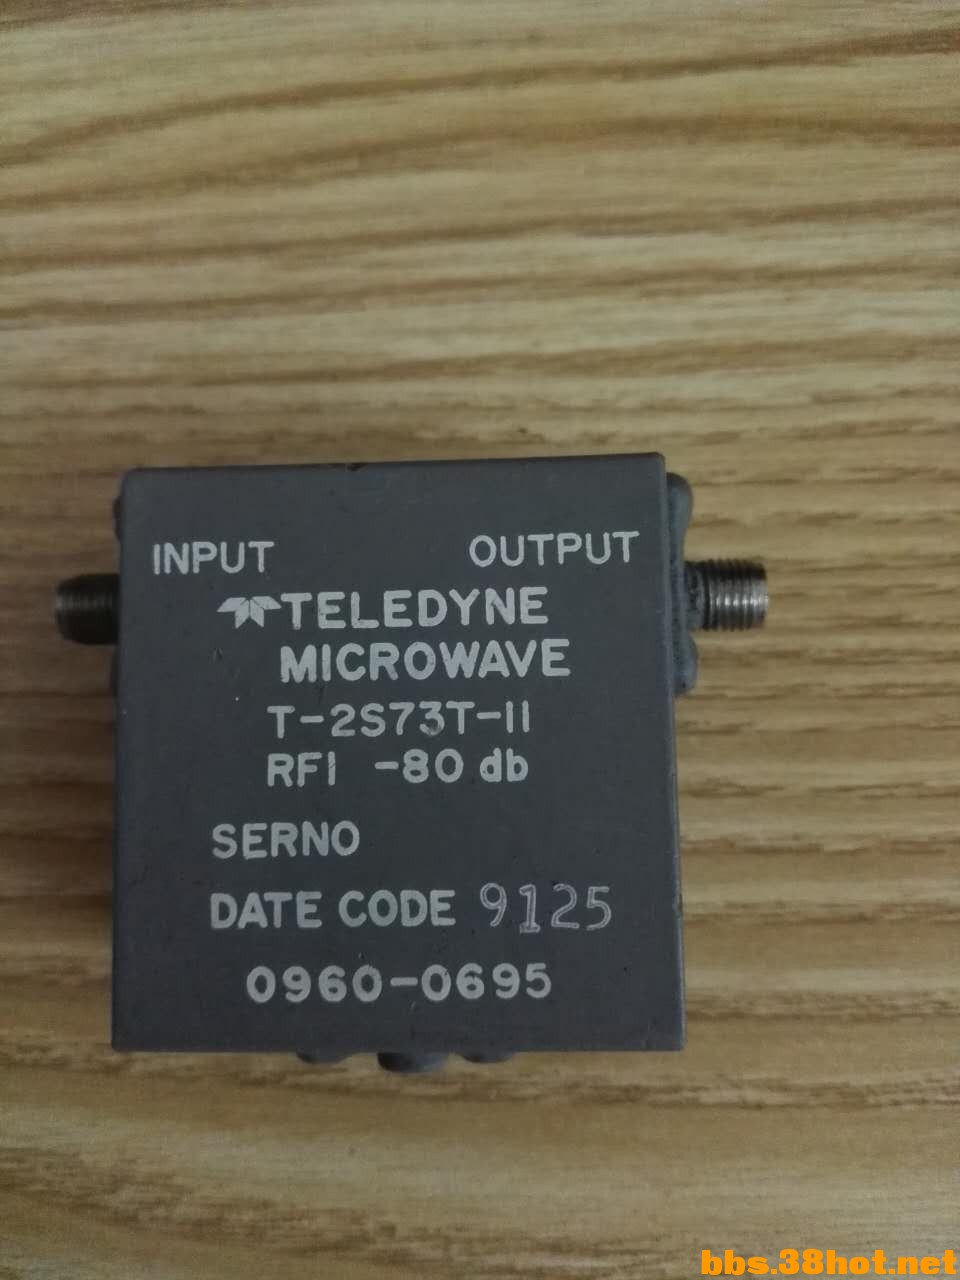 INPUT OUTPUT
TELEDYNE
MICROWAVE
T-2S73T-11
RFI -80 db
SERNO
DATE CODE 9125
0960-0695
bbs.38hot.net